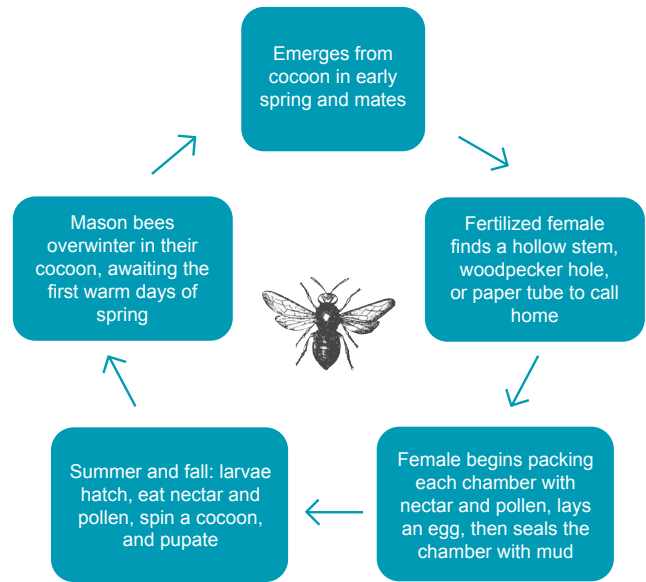 Emerges from
cocoon in early
spring and mates
Fertilized female
finds a hollow stem,
woodpecker hole,
or paper tube to call
home
Female begins packing
each chamber with
nectar and pollen, lays
an egg, then seals the
chamber with mud
Summer and fall: larvae
hatch, eat nectar and
pollen, spin a cocoon,
and pupate
Mason bees
overwinter in their
cocoon, awaiting the
first warm days of
spring